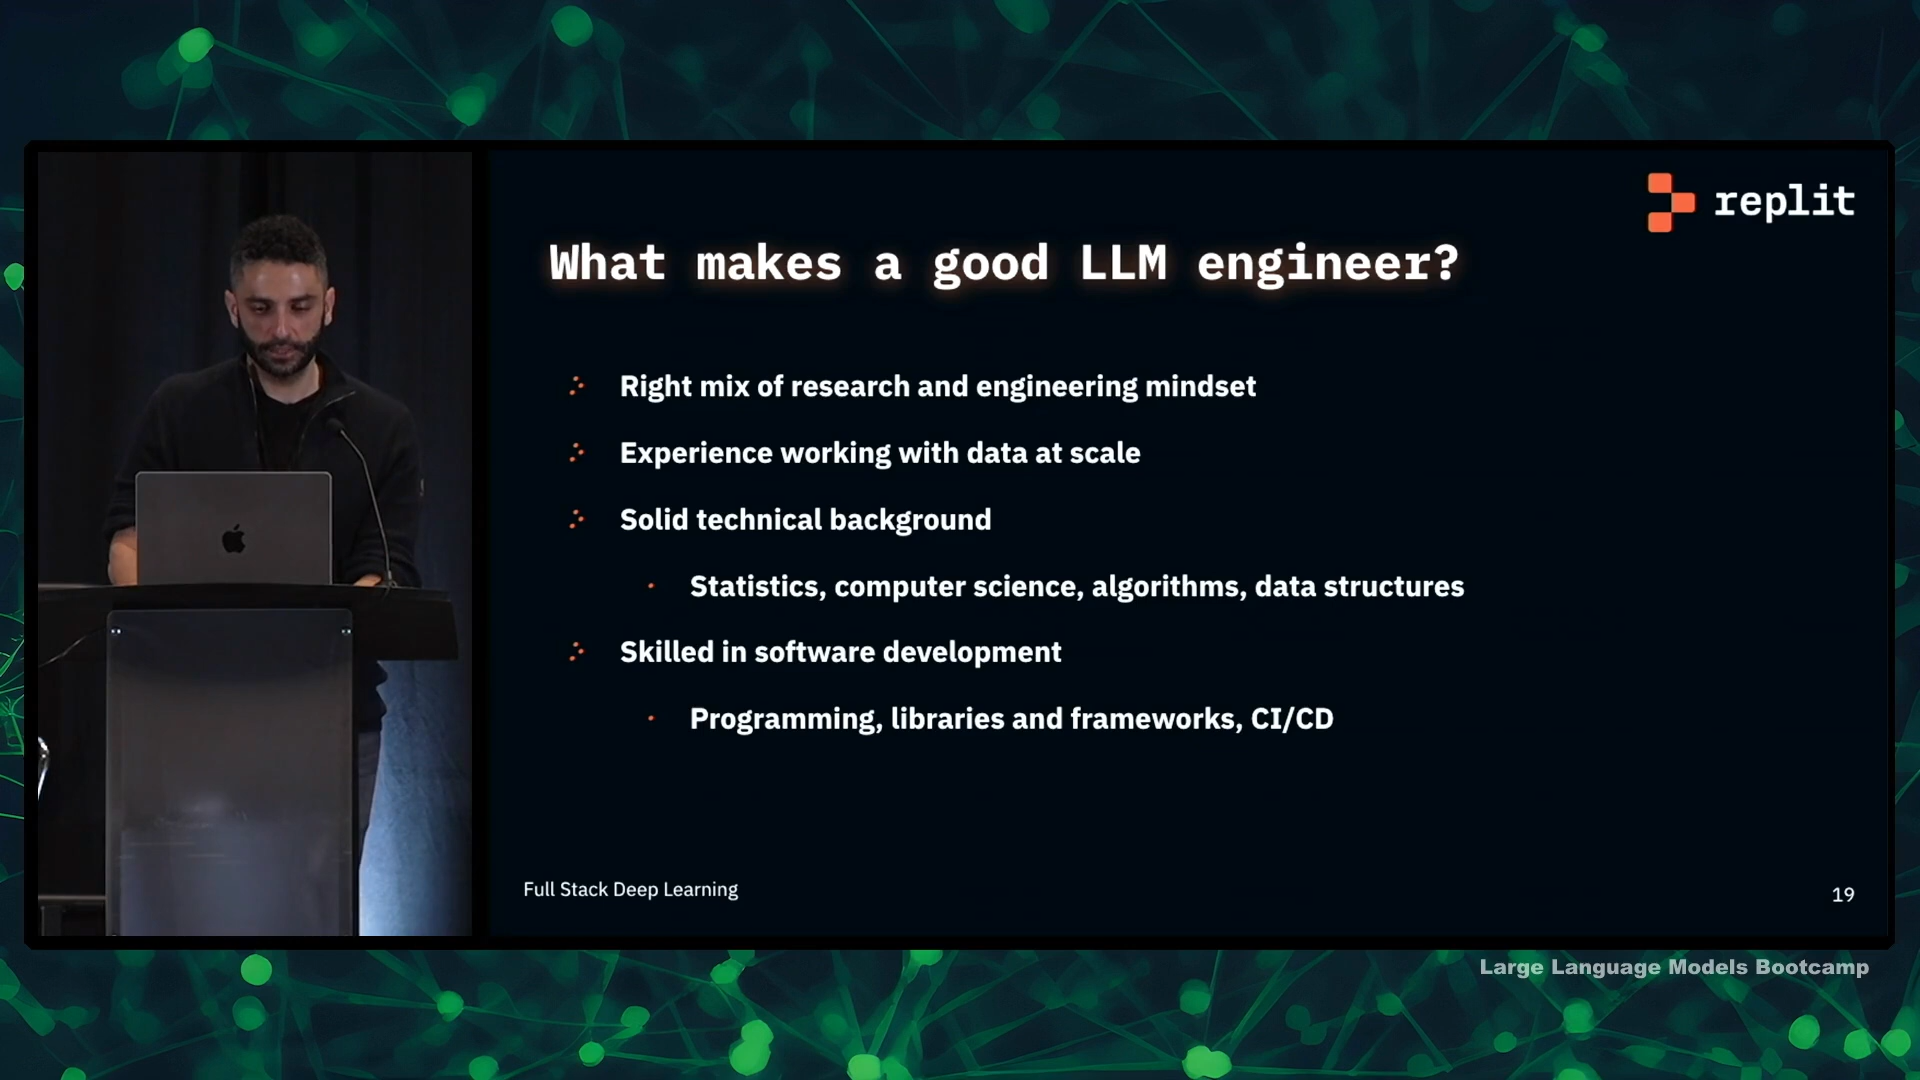 replit
What makes a good LLM engineer?
Right mix of research and engineering mindset
Experience working with data at scale
Solid technical background
Statistics, computer science, algorithms, data structures
Skilled in software development
Programming, libraries and frameworks, CI/CD
Full Stack Deep Learning
19
Large Language Models Bootcamp